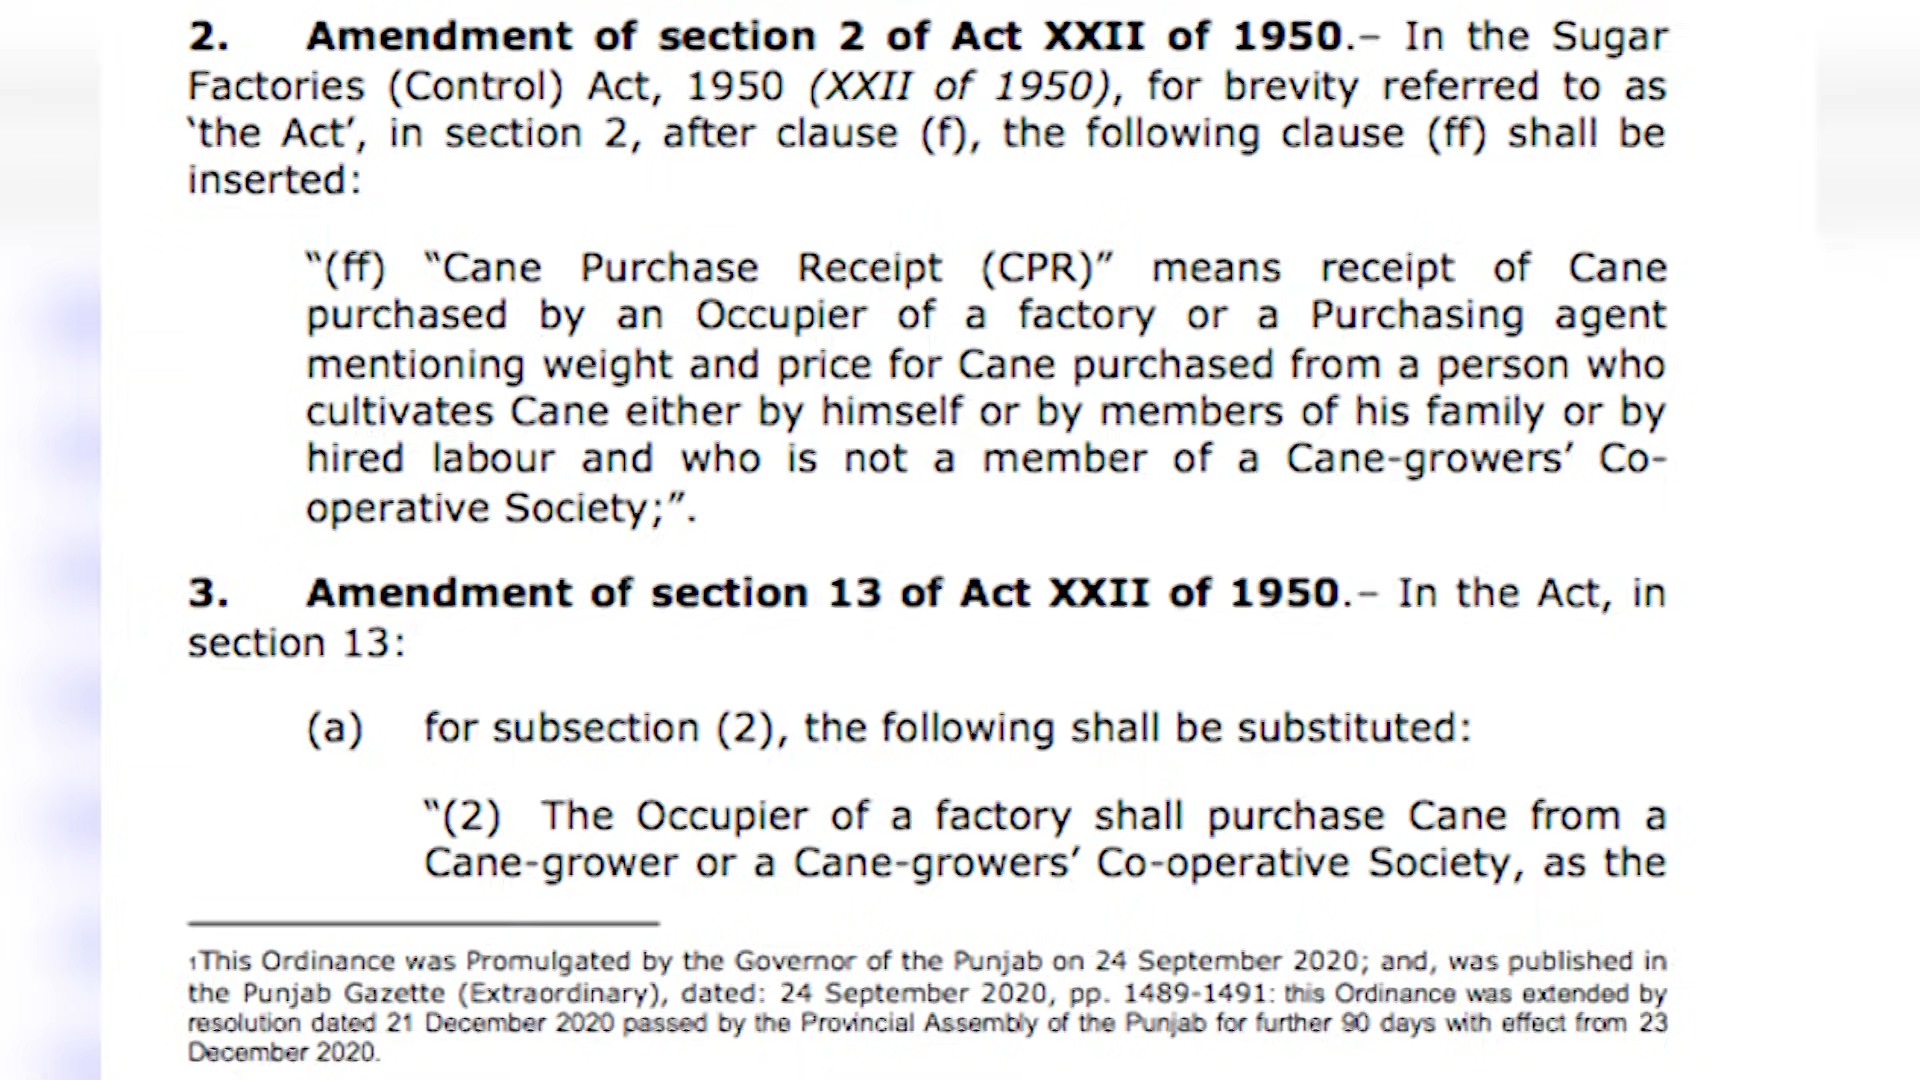 2. Amendment of section 2 of Act XXII of 1950.– In the Sugar
Factories (Control) Act, 1950 (XXII of 1950), for brevity referred to as
‘the Act’, in section 2, after clause (f), the following clause (ff) shall be
inserted:
“(ff) “Cane Purchase Receipt (CPR)” means receipt of Cane
purchased by an Occupier of a factory or a Purchasing agent
mentioning weight and price for Cane purchased from a person who
cultivates Cane either by himself or by members of his family or by
hired labour and who is not a member of a Cane-growers’ Co-
operative Society;”.
3. Amendment of section 13 of Act XXII of 1950.– In the Act, in
section 13:
(a) for subsection (2), the following shall be substituted:
“(2) The Occupier of a factory shall purchase Cane from a
Cane-grower or a Cane-growers’ Co-operative Society, as the
1This Ordinance was Promulgated by the Governor of the Punjab on 24 September 2020; and, was published in
the Punjab Gazette (Extraordinary), dated: 24 September 2020, pp. 1489-1491: this Ordinance was extended by
resolution dated 21 December 2020 passed by the Provincial Assembly of the Punjab for further 90 days with effect from 23
December 2020.